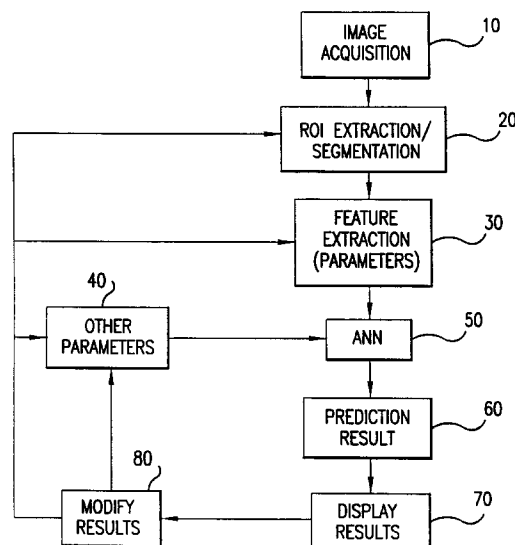 IMAGE
ACQUISITION
10
ROI EXTRACTION/
SEGMENTATION
20
FEATURE
EXTRACTION
(PARAMETERS)
30
40
OTHER
PARAMETERS
ANN
50
PREDICTION
RESULT
60
80
MODIFY
RESULTS
DISPLAY
RESULTS
70